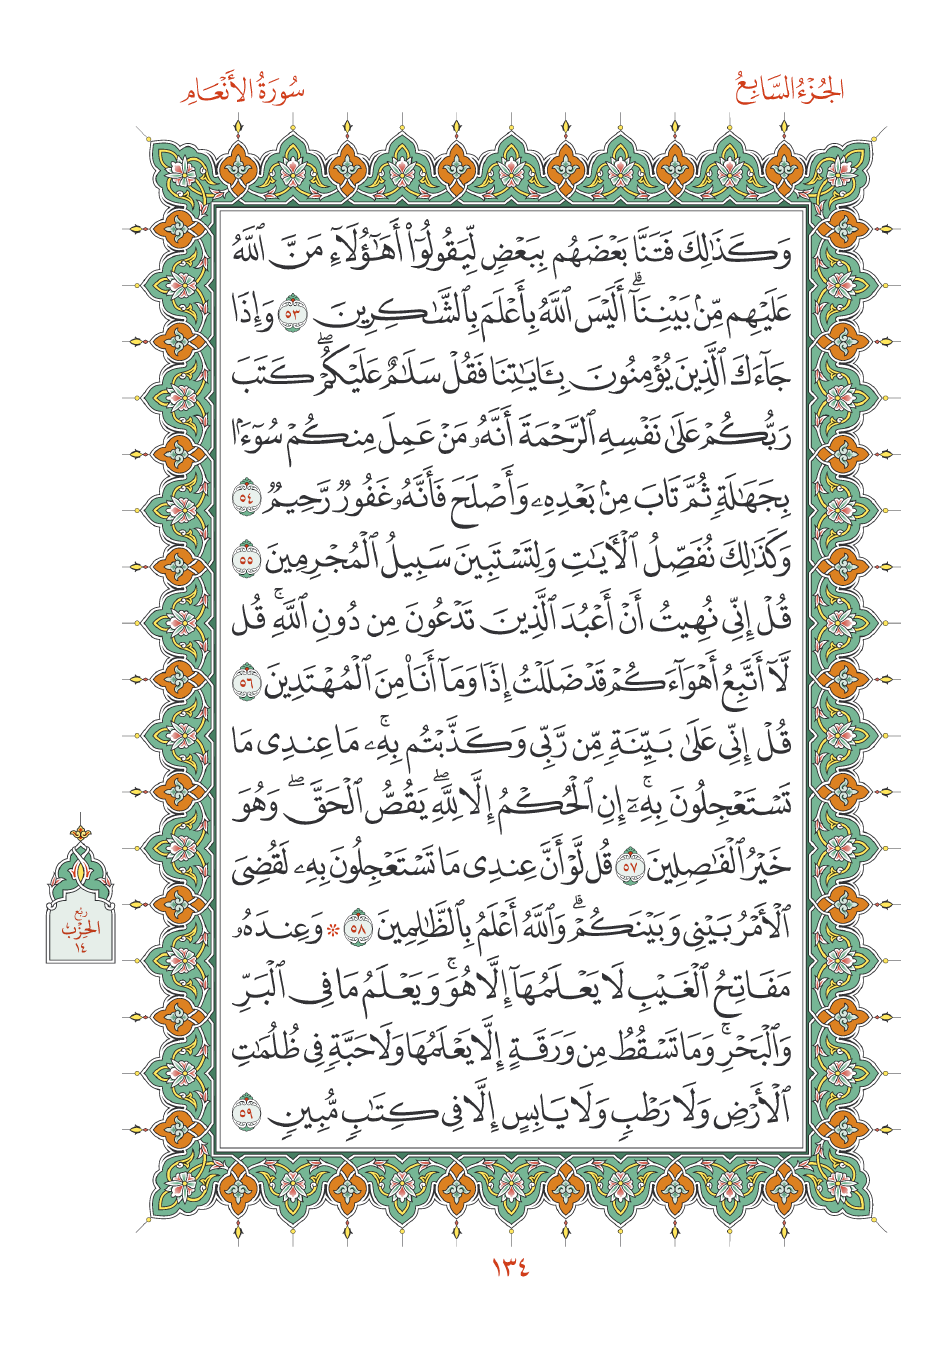 الجُزْءُ السَّابِعُ
سُورَةُ الأَنْعَامِ
وَكَذَٰلِكَ فَتَنَّا بَعْضَهُم بِبَعْضٍ لِّيَقُولُوٓاْ أَهَٰٓؤُلَآءِ مَنَّ ٱللَّهُ
عَلَيْهِم مِّنۢ بَيْنِنَآۗ أَلَيْسَ ٱللَّهُ بِأَعْلَمَ بِٱلشَّٰكِرِينَ ٥٣ وَإِذَا
جَآءَكَ ٱلَّذِينَ يُؤْمِنُونَ بِـَٔايَٰتِنَا فَقُلْ سَلَٰمٌ عَلَيْكُمْۖ كَتَبَ
رَبُّكُمْ عَلَىٰ نَفْسِهِ ٱلرَّحْمَةَ أَنَّهُۥ مَنْ عَمِلَ مِنكُمْ سُوٓءَۢا
بِجَهَٰلَةٖ ثُمَّ تَابَ مِنۢ بَعْدِهِۦ وَأَصْلَحَ فَأَنَّهُۥ غَفُورٞ رَّحِيمٞ ٥٤
وَكَذَٰلِكَ نُفَصِّلُ ٱلْأٓيَٰتِ وَلِتَسْتَبِينَ سَبِيلُ ٱلْمُجْرِمِينَ ٥٥
قُلْ إِنِّي نُهِيتُ أَنْ أَعْبُدَ ٱلَّذِينَ تَدْعُونَ مِن دُونِ ٱللَّهِۚ قُل
لَّآ أَتَّبِعُ أَهْوَآءَكُمْ قَدْ ضَلَلْتُ إِذٗا وَمَآ أَنَا۠ مِنَ ٱلْمُهْتَدِينَ ٥٦
قُلْ إِنِّي عَلَىٰ بَيِّنَةٖ مِّن رَّبِّي وَكَذَّبْتُم بِهِۦۚ مَا عِندِي مَا
تَسْتَعْجِلُونَ بِهِۦٓۚ إِنِ ٱلْحُكْمُ إِلَّا لِلَّهِۖ يَقُصُّ ٱلْحَقَّۖ وَهُوَ
خَيْرُ ٱلْفَٰصِلِينَ ٥٧ قُل لَّوْ أَنَّ عِندِي مَا تَسْتَعْجِلُونَ بِهِۦ لَقُضِيَ
ٱلْأَمْرُ بَيْنِي وَبَيْنَكُمْۗ وَٱللَّهُ أَعْلَمُ بِٱلظَّٰلِمِينَ ٥٨ * وَعِندَهُۥ
مَفَاتِحُ ٱلْغَيْبِ لَا يَعْلَمُهَآ إِلَّا هُوَۚ وَيَعْلَمُ مَا فِي ٱلْبَرِّ
وَٱلْبَحْرِۚ وَمَا تَسْقُطُ مِن وَرَقَةٍ إِلَّا يَعْلَمُهَا وَلَا حَبَّةٖ فِي ظُلُمَٰتِ
ٱلْأَرْضِ وَلَا رَطْبٖ وَلَا يَابِسٍ إِلَّا فِي كِتَٰبٖ مُّبِينٖ ٥٩
ربع
الحِزْب
١٤
١٣٤